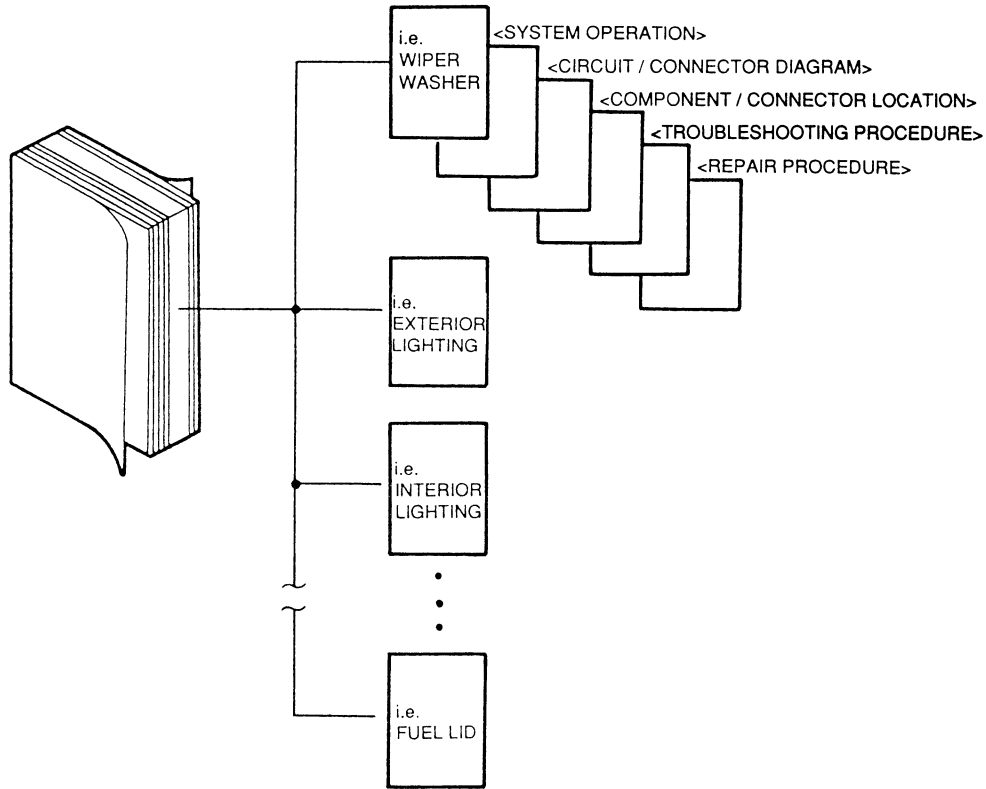 i.e.
WIPER
WASHER
<SYSTEM OPERATION>
<CIRCUIT / CONNECTOR DIAGRAM>
<COMPONENT / CONNECTOR LOCATION>
<TROUBLESHOOTING PROCEDURE>
<REPAIR PROCEDURE>
i.e.
EXTERIOR
LIGHTING
i.e.
INTERIOR
LIGHTING
i.e.
FUEL LID